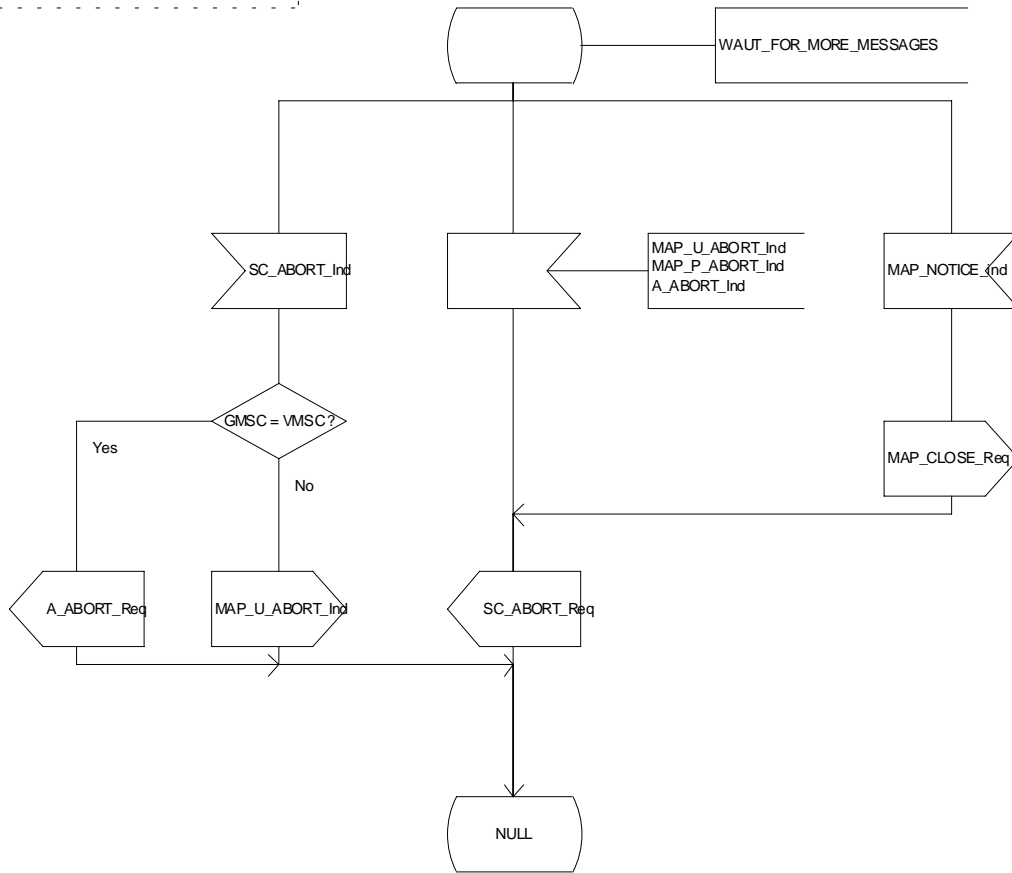 WAUT_FOR_MORE_MESSAGES
SC_ABORT_Ind
MAP_U_ABORT_Ind
MAP_P_ABORT_Ind
A_ABORT_Ind
MAP_NOTICE_Ind
GMSC = VMSC?
Yes
No
MAP_CLOSE_Req
A_ABORT_Req
MAP_U_ABORT_Ind
SC_ABORT_Req
NULL